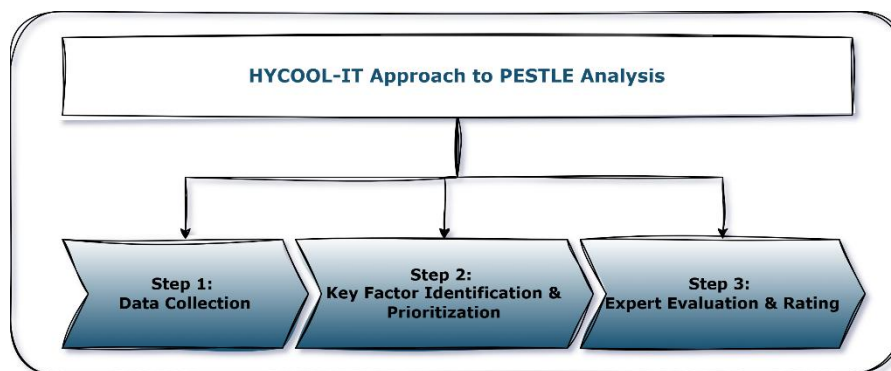 HYCOOL-IT Approach to PESTLE Analysis
Step 1:
Data Collection
Step 2:
Key Factor Identification &
Prioritization
Step 3:
Expert Evaluation & Rating